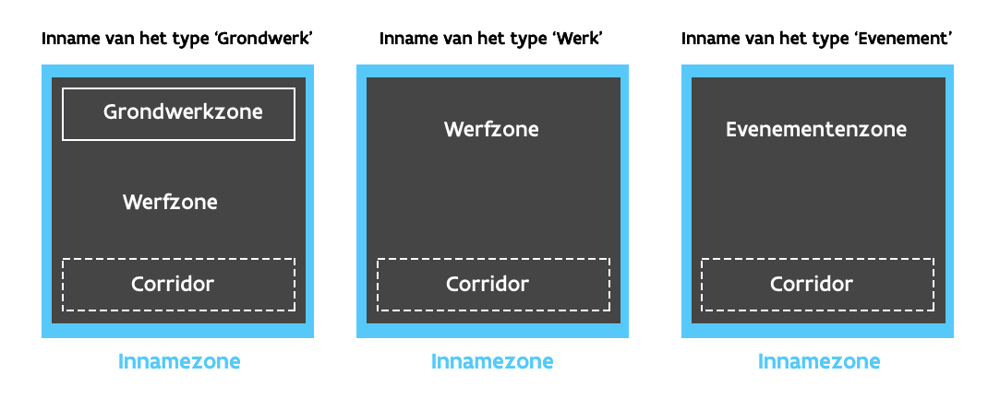 Inname van het type ‘Grondwerk’
Grondwerkzone
Werfzone
Corridor
Innamezone
Inname van het type ‘Werk’
Werfzone
Corridor
Innamezone
Inname van het type ‘Evenement’
Evenementenzone
Corridor
Innamezone